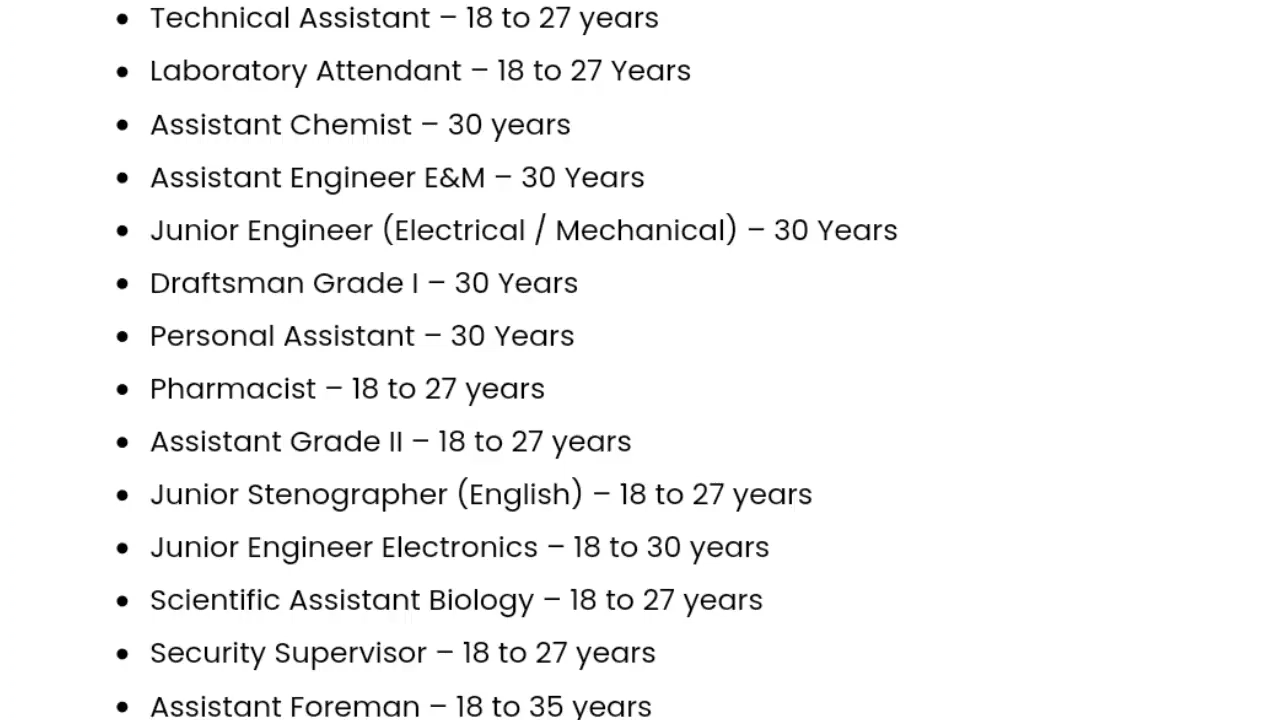 • Technical Assistant – 18 to 27 years
• Laboratory Attendant – 18 to 27 Years
• Assistant Chemist – 30 years
• Assistant Engineer E&M – 30 Years
• Junior Engineer (Electrical / Mechanical) – 30 Years
• Draftsman Grade I – 30 Years
• Personal Assistant – 30 Years
• Pharmacist – 18 to 27 years
• Assistant Grade II – 18 to 27 years
• Junior Stenographer (English) – 18 to 27 years
• Junior Engineer Electronics – 18 to 30 years
• Scientific Assistant Biology – 18 to 27 years
• Security Supervisor – 18 to 27 years
• Assistant Foreman – 18 to 35 years